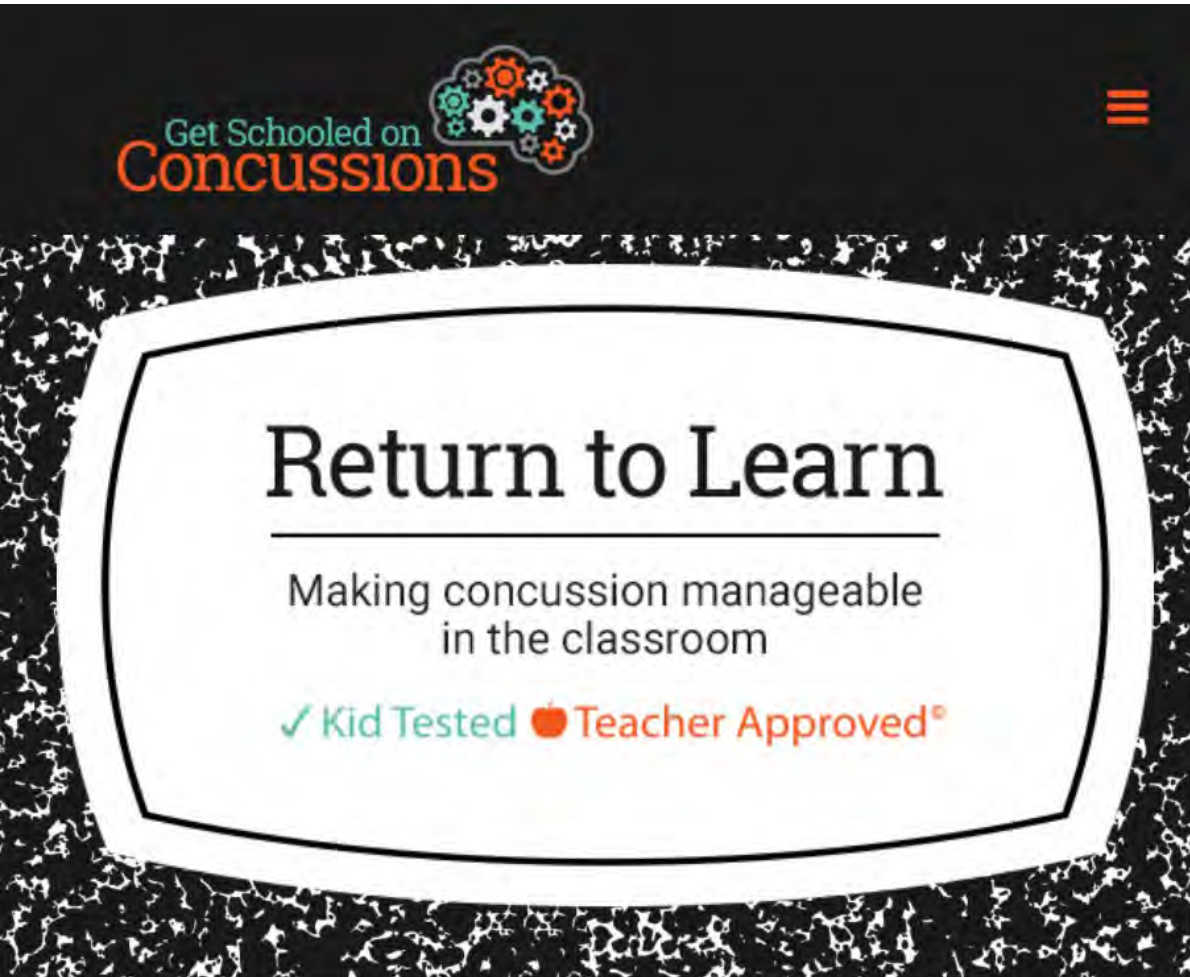 Get Schooled on
Concussions
Return to Learn
Making concussion manageable
in the classroom
✓ Kid Tested Teacher Approved©